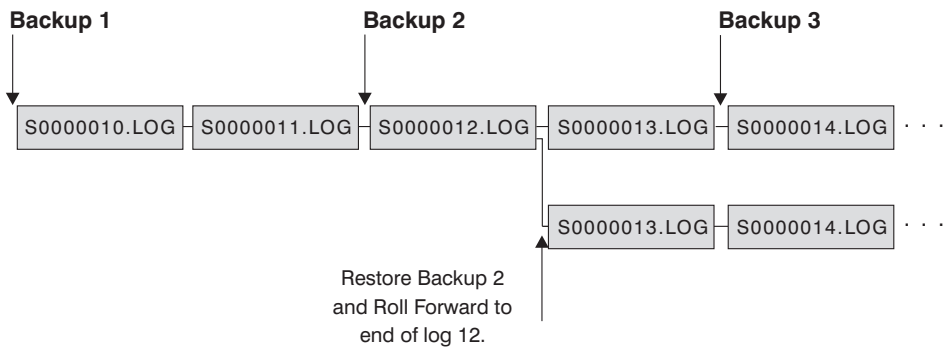 Backup 1 Backup 2 Backup 3
S0000010.LOG S0000011.LOG S0000012.LOG S0000013.LOG S0000014.LOG . . .
S0000013.LOG S0000014.LOG . . .
Restore Backup 2
and Roll Forward to
end of log 12.